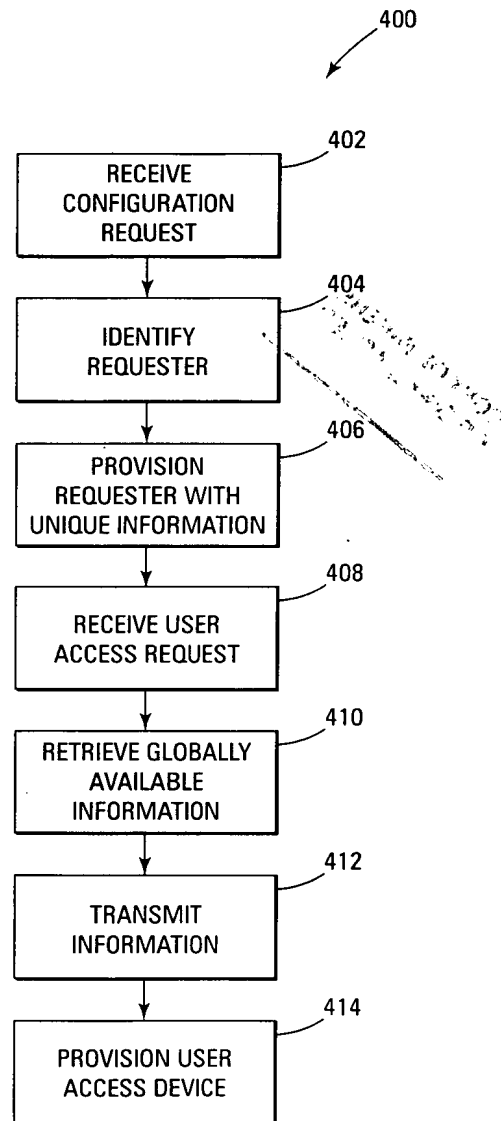 400
402
RECEIVE
CONFIGURATION
REQUEST
404
IDENTIFY
REQUESTER
406
PROVISION
REQUESTER WITH
UNIQUE INFORMATION
408
RECEIVE USER
ACCESS REQUEST
410
RETRIEVE GLOBALLY
AVAILABLE
INFORMATION
412
TRANSMIT
INFORMATION
414
PROVISION USER
ACCESS DEVICE